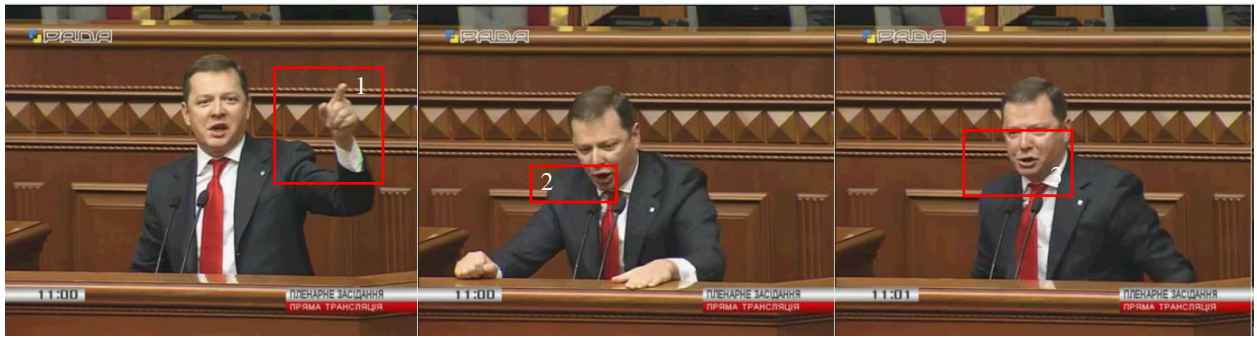 РАДА
1
11:00
ПЛЕНАРНЕ ЗАСІДАННЯ
ПРЯМА ТРАНСЛЯЦІЯ
РАДА
2
11:00
ПЛЕНАРНЕ ЗАСІДАННЯ
ПРЯМА ТРАНСЛЯЦІЯ
РАДА
3
11:01
ПЛЕНАРНЕ ЗАСІДАННЯ
ПРЯМА ТРАНСЛЯЦІЯ